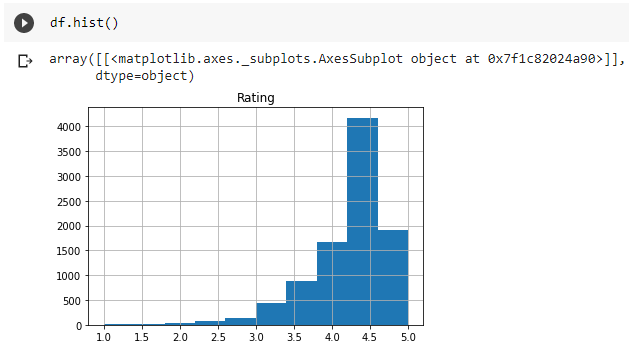 df.hist()
array([[<matplotlib.axes._subplots.AxesSubplot object at 0x7f1c82024a90>]],
dtype=object)
Rating
4000
3500
3000
2500
2000
1500
1000
500
0
1.0 1.5 2.0 2.5 3.0 3.5 4.0 4.5 5.0